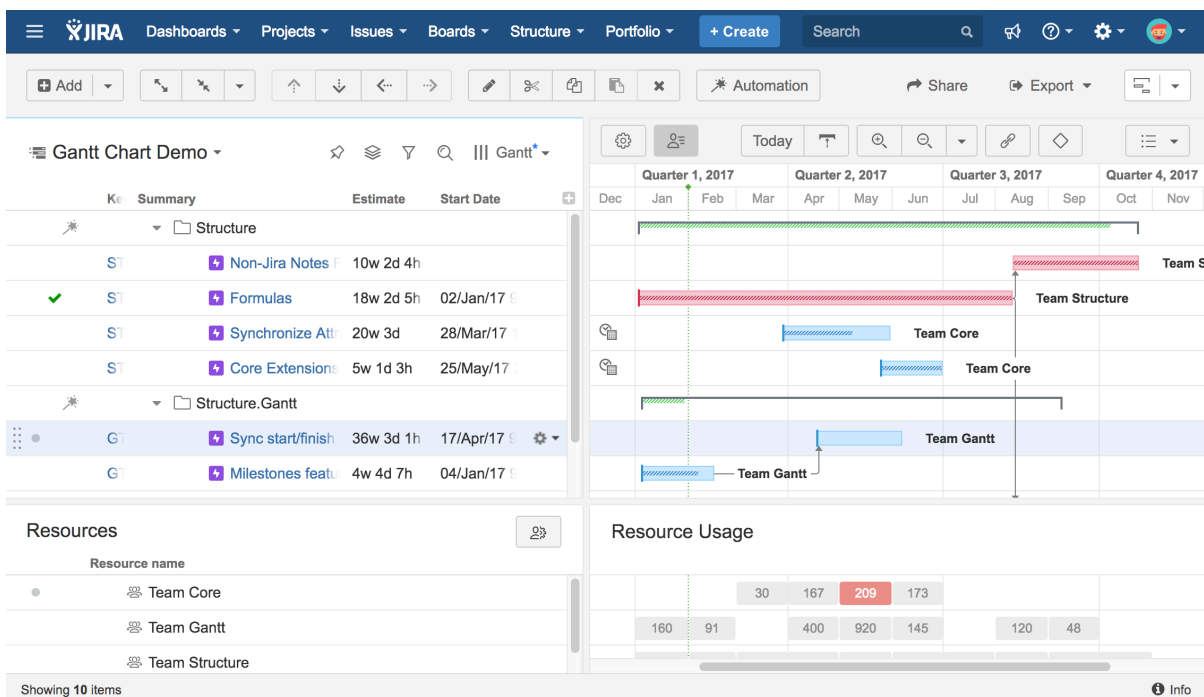 JIRA Dashboards Projects Issues Boards Structure Portfolio + Create Search
Add Automation Share Export
Gantt Chart Demo Gantt* Today
Quarter 1, 2017 Quarter 2, 2017 Quarter 3, 2017 Quarter 4, 2017
Summary Estimate Start Date Dec Jan Feb Mar Apr May Jun Jul Aug Sep Oct Nov
Structure
ST Non-Jira Notes 10w 2d 4h Team S
ST Formulas 18w 2d 5h 02/Jan/17 Team Structure
ST Synchronize 20w 3d 28/Mar/17 Team Core
ST Core Extensions 5w 1d 3h 25/May/17 Team Core
Structure.Gantt
Sync start/finish 36w 3d 1h 17/Apr/17 Team Gantt
Milestones 4w 4d 7h 04/Jan/17 Team Gantt
Resources Resource Usage
Resource name
Team Core 30 167 209 173
Team Gantt 160 91 400 920 145 120 48
Team Structure
Showing 10 items Info